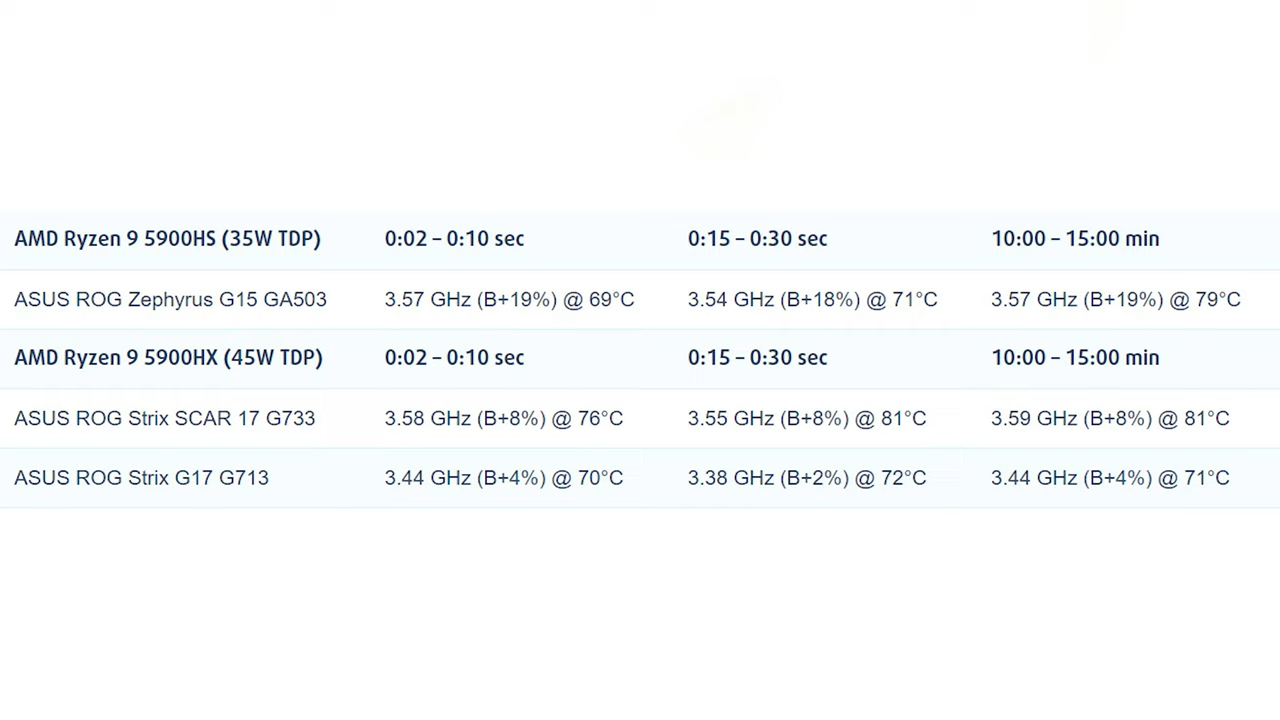 AMD Ryzen 9 5900HS (35W TDP) 0:02 – 0:10 sec 0:15 – 0:30 sec 10:00 – 15:00 min
ASUS ROG Zephyrus G15 GA503 3.57 GHz (B+19%) @ 69°C 3.54 GHz (B+18%) @ 71°C 3.57 GHz (B+19%) @ 79°C
AMD Ryzen 9 5900HX (45W TDP) 0:02 – 0:10 sec 0:15 – 0:30 sec 10:00 – 15:00 min
ASUS ROG Strix SCAR 17 G733 3.58 GHz (B+8%) @ 76°C 3.55 GHz (B+8%) @ 81°C 3.59 GHz (B+8%) @ 81°C
ASUS ROG Strix G17 G713 3.44 GHz (B+4%) @ 70°C 3.38 GHz (B+2%) @ 72°C 3.44 GHz (B+4%) @ 71°C